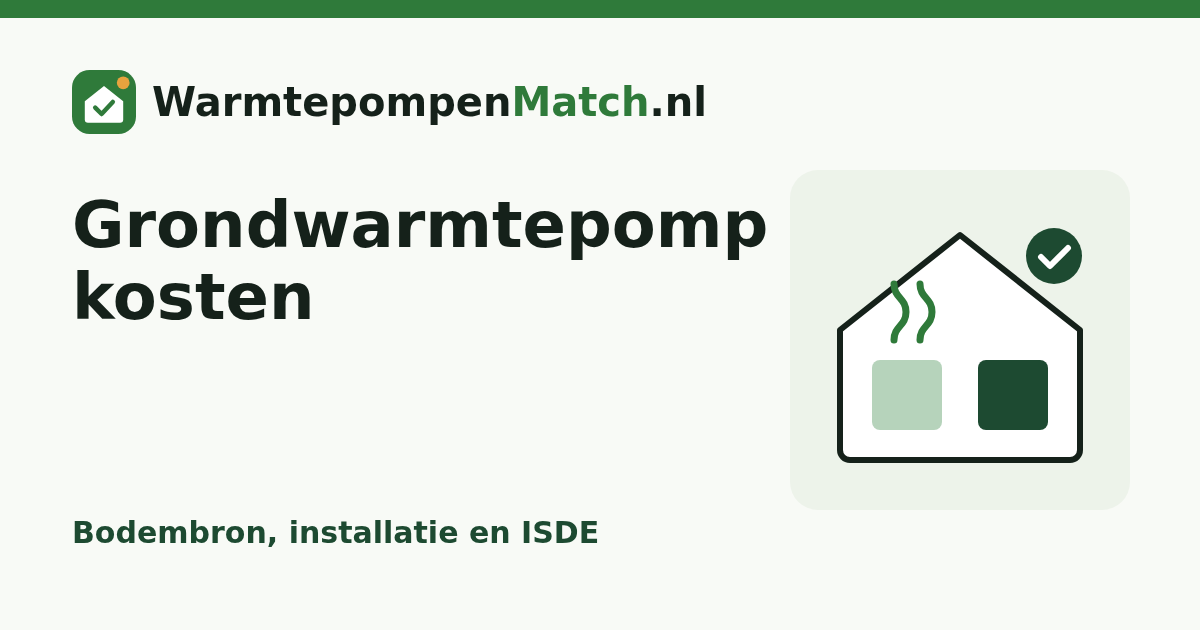 WarmtepompenMatch.nl
Grondwarmtepomp
kosten
Bodembron, installatie en ISDE